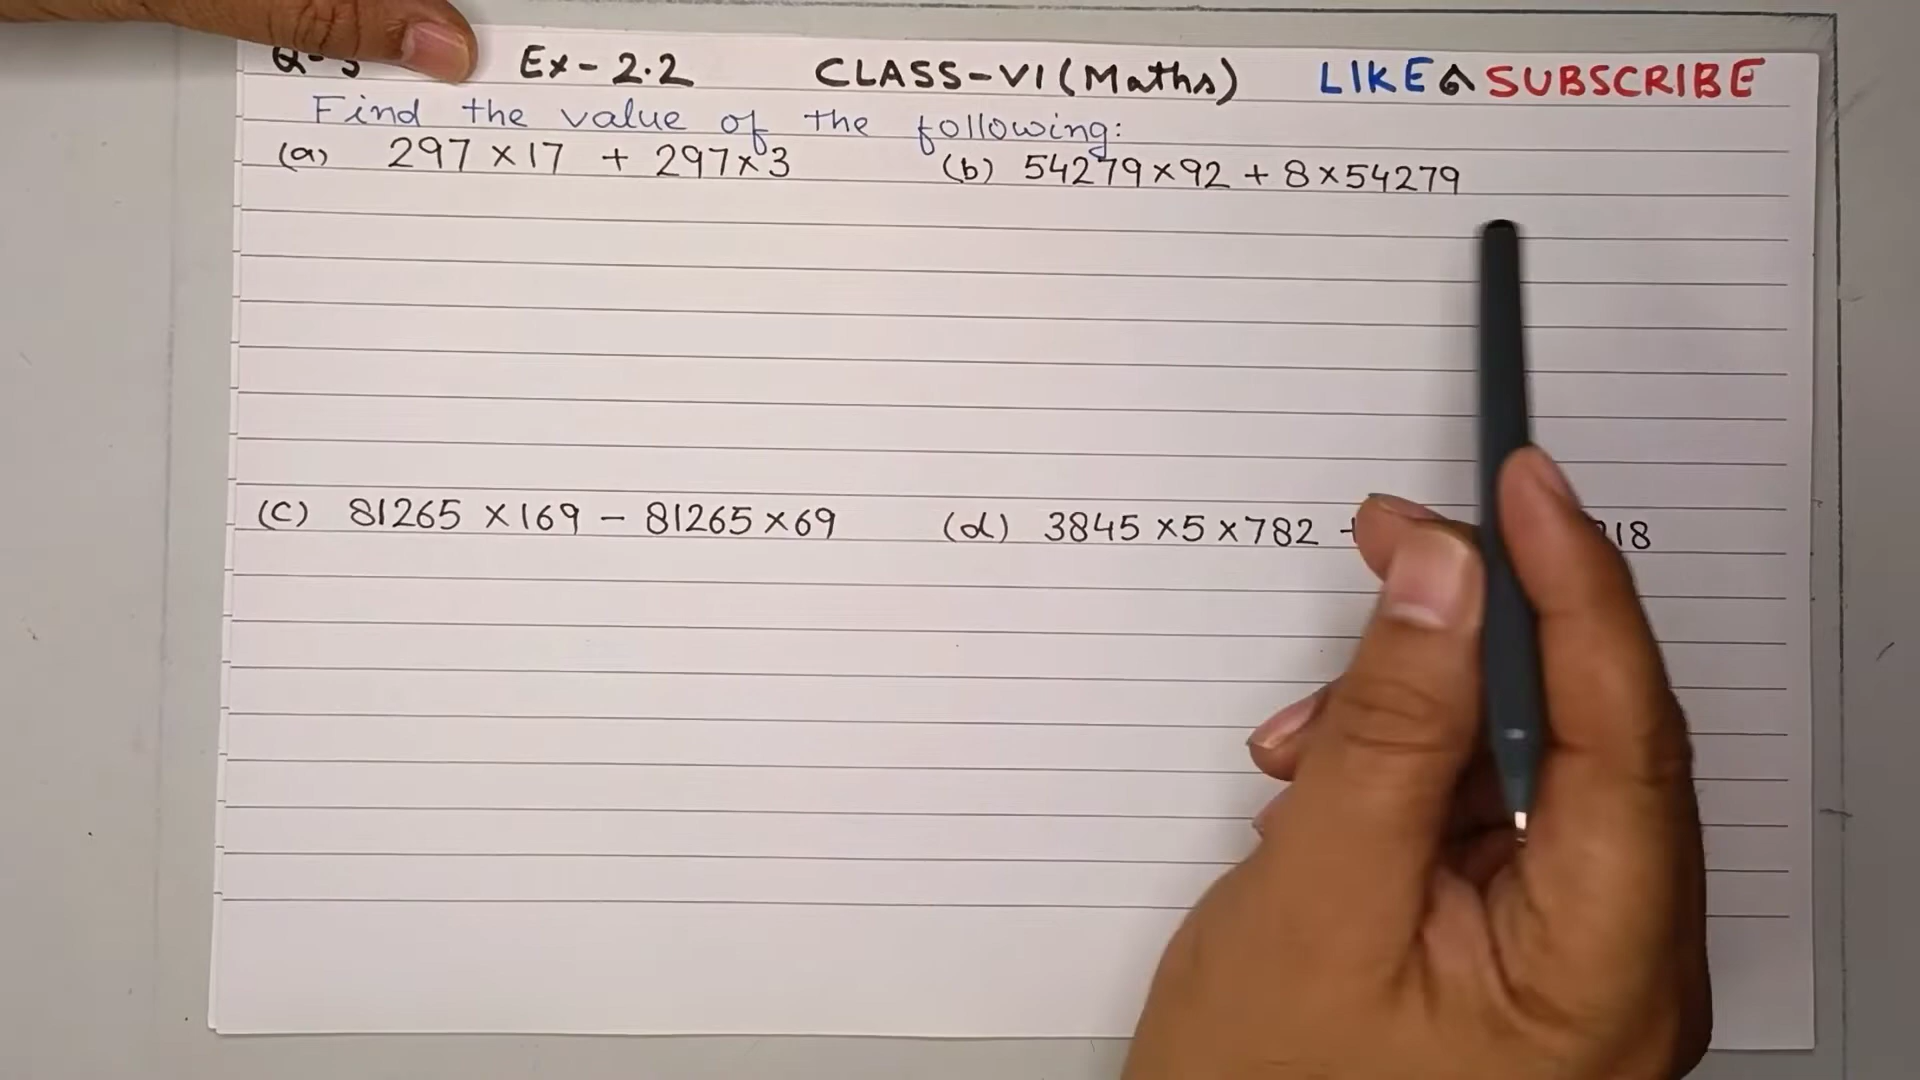 Ex-2.2 CLASS-VI (Maths) LIKE & SUBSCRIBE
Find the value of the following:
(a) 297 × 17 + 297 × 3 (b) 54279 × 92 + 8 × 54279
(c) 81265 × 169 - 81265 × 69 (d) 3845 × 5 × 782 + 18